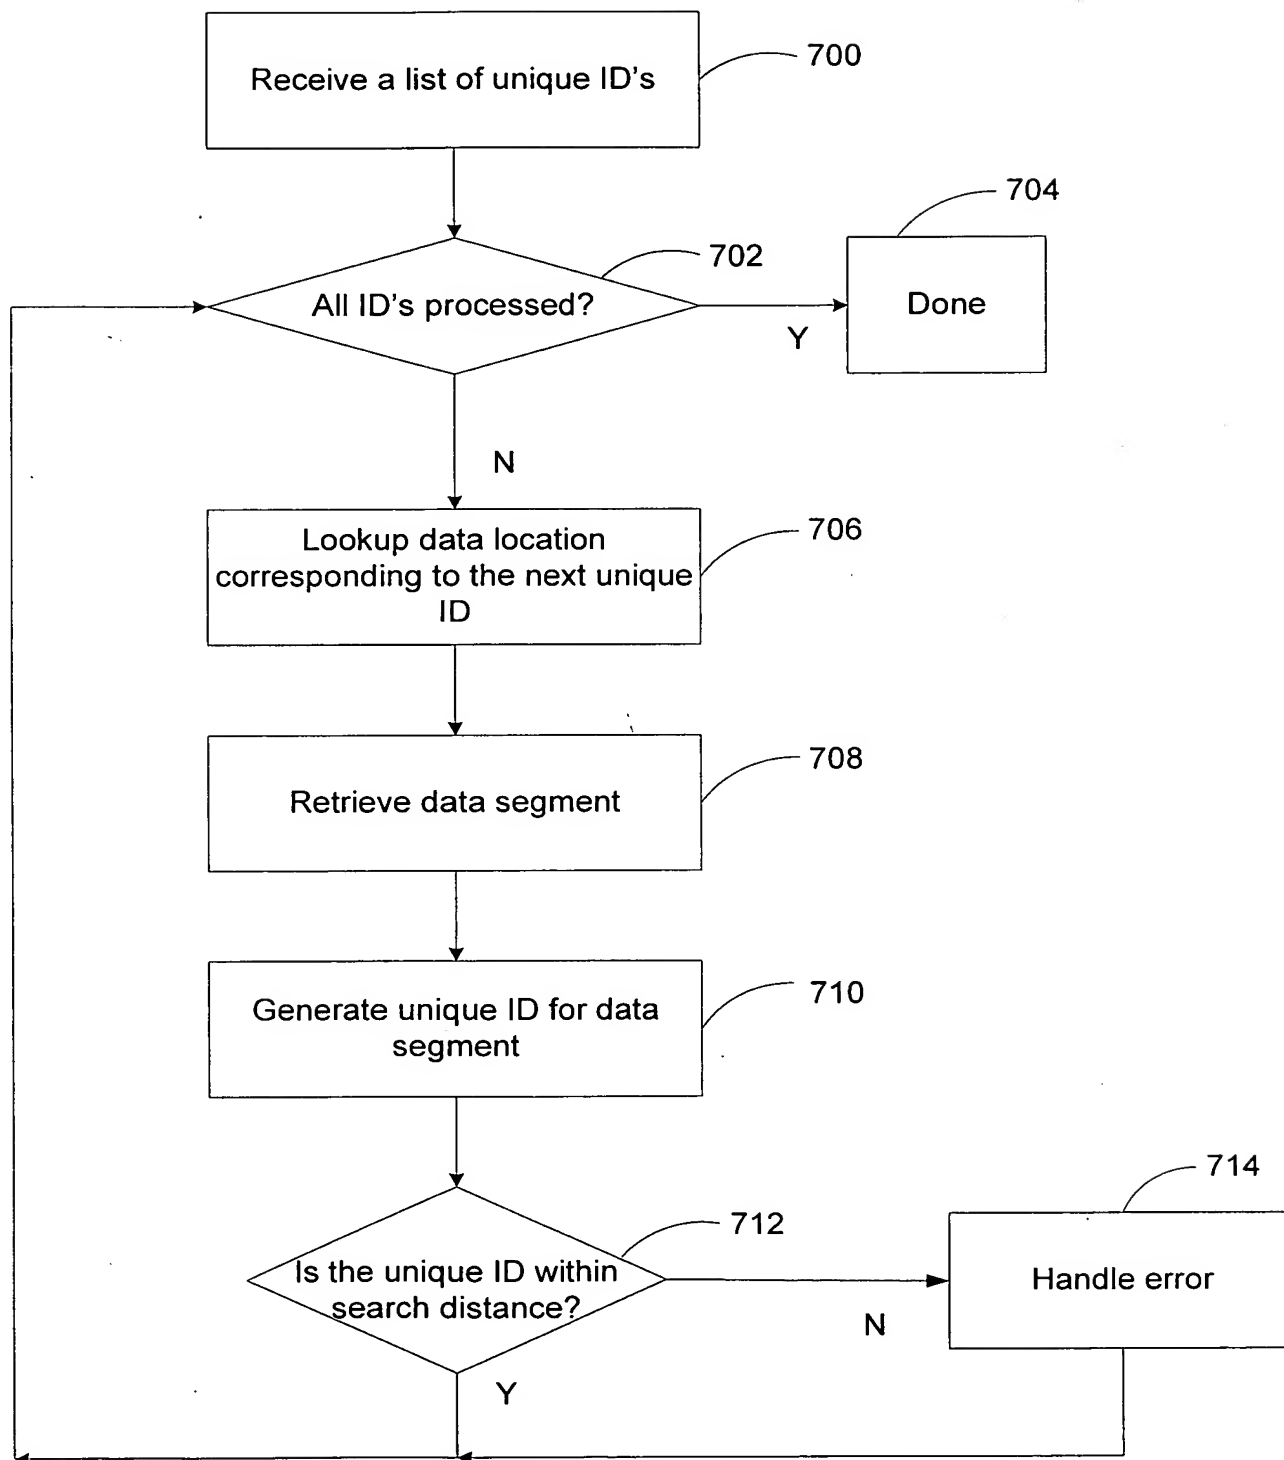 Receive a list of unique ID's
700
704
702
All ID's processed?
Done
Y
N
Lookup data location
corresponding to the next unique
ID
706
Retrieve data segment
708
Generate unique ID for data
segment
710
714
712
Is the unique ID within
search distance?
Handle error
N
Y